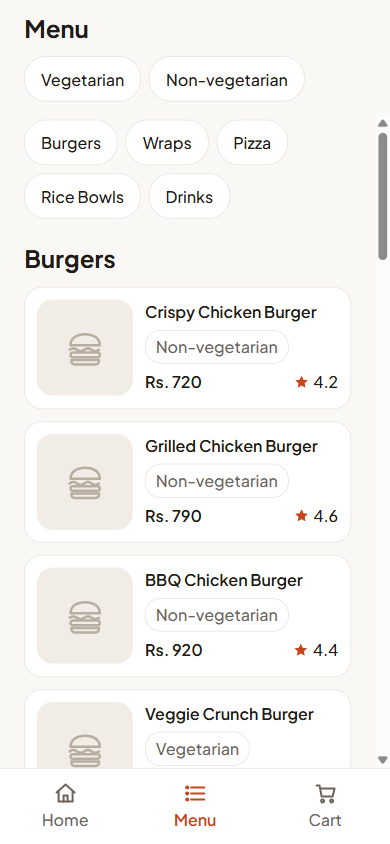 Menu
Vegetarian Non-vegetarian
Burgers Wraps Pizza
Rice Bowls Drinks
Burgers
Crispy Chicken Burger
Non-vegetarian
Rs. 720 4.2
Grilled Chicken Burger
Non-vegetarian
Rs. 790 4.6
BBQ Chicken Burger
Non-vegetarian
Rs. 920 4.4
Veggie Crunch Burger
Vegetarian
Home Menu Cart